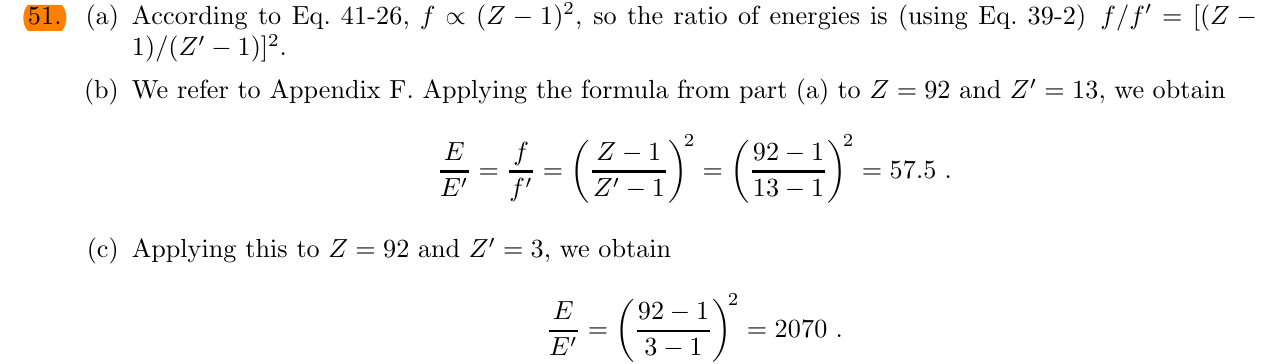 51. (a) According to Eq. 41-26, f ∝ (Z − 1)², so the ratio of energies is (using Eq. 39-2) f/f′ = [(Z −
1)/(Z′ − 1)]².
(b) We refer to Appendix F. Applying the formula from part (a) to Z = 92 and Z′ = 13, we obtain
E/E′ = f/f′ = ((Z − 1)/(Z′ − 1))² = ((92 − 1)/(13 − 1))² = 57.5 .
(c) Applying this to Z = 92 and Z′ = 3, we obtain
E/E′ = ((92 − 1)/(3 − 1))² = 2070 .